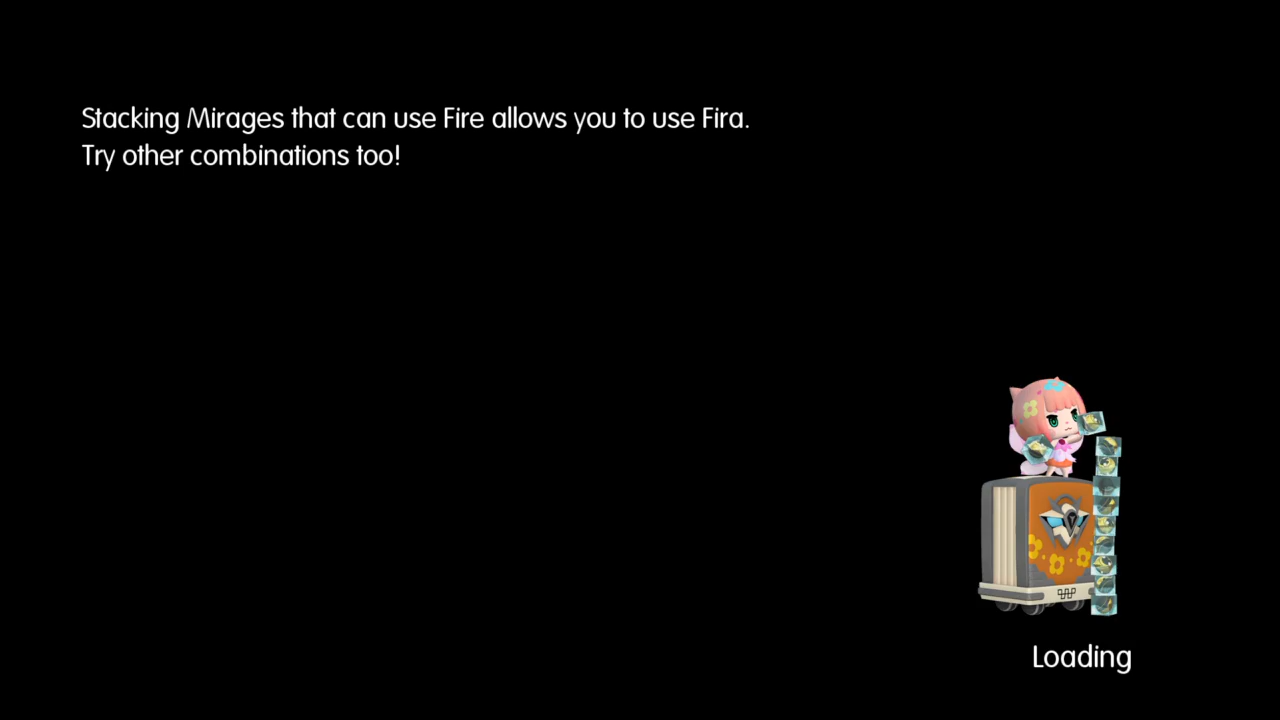 Stacking Mirages that can use Fire allows you to use Fira.
Try other combinations too!
Loading